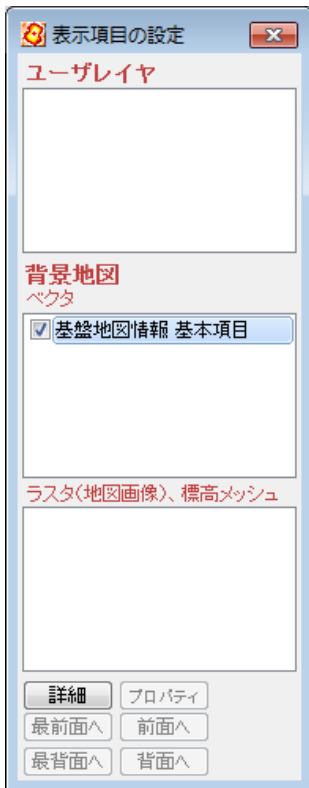 表示項目の設定
ユーザレイヤ
背景地図
ベクタ
基盤地図情報 基本項目
ラスタ(地図画像)、標高メッシュ
詳細 プロパティ
最前面へ 前面へ
最背面へ 背面へ